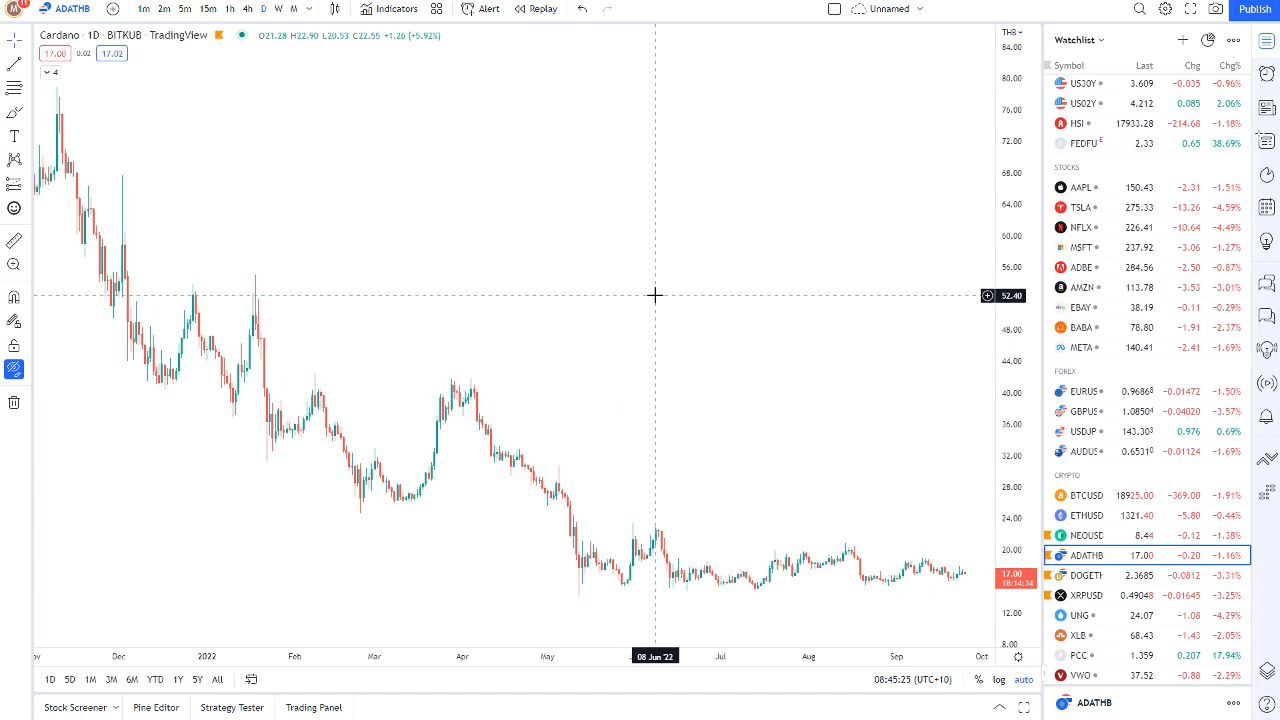 M 11 ADATHB 1m 2m 5m 15m 1h 4h D W M Indicators Alert Replay Unnamed Publish
Cardano · 1D · BITKUB · TradingView O21.28 H22.90 L20.53 C22.55 +1.26 (+5.92%)
17.00 0.02 17.02
4
THB
84.00
80.00
76.00
72.00
68.00
64.00
60.00
56.00
52.40
48.00
44.00
40.00
36.00
32.00
28.00
24.00
20.00
17.00
18:14:34
12.00
8.00
Dec 2022 Feb Mar Apr May 08 Jun '22 Jul Aug Sep Oct
1D 5D 1M 3M 6M YTD 1Y 5Y All 08:45:25 (UTC+10) % log auto
Stock Screener Pine Editor Strategy Tester Trading Panel
Watchlist
Symbol Last Chg Chg%
US30Y 3.609 −0.035 −0.96%
US02Y 4.212 0.085 2.06%
HSI 17933.28 −214.68 −1.18%
FEDFU E 2.33 0.65 38.69%
STOCKS
AAPL 150.43 −2.31 −1.51%
TSLA 275.33 −13.26 −4.59%
NFLX 226.41 −10.64 −4.49%
MSFT 237.92 −3.06 −1.27%
ADBE 284.56 −2.50 −0.87%
AMZN 113.78 −3.53 −3.01%
EBAY 38.19 −0.11 −0.29%
BABA 78.80 −1.91 −2.37%
META 140.41 −2.41 −1.69%
FOREX
EURUS 0.96868 −0.01472 −1.50%
GBPUS 1.08304 −0.04020 −3.57%
USDJP 143.303 0.976 0.69%
AUDUS 0.65310 −0.01124 −1.69%
CRYPTO
BTCUSD 18925.00 −369.00 −1.91%
ETHUSD 1321.40 −5.80 −0.44%
NEOUSD 8.44 −0.12 −1.38%
ADATHB 17.00 −0.20 −1.16%
DOGETH 2.3685 −0.0812 −3.31%
XRPUSD 0.49048 −0.01645 −3.25%
UNG 24.07 −1.08 −4.29%
XLB 68.43 −1.43 −2.05%
PCC 1.359 0.207 17.94%
VWO 37.52 −0.88 −2.29%
ADATHB